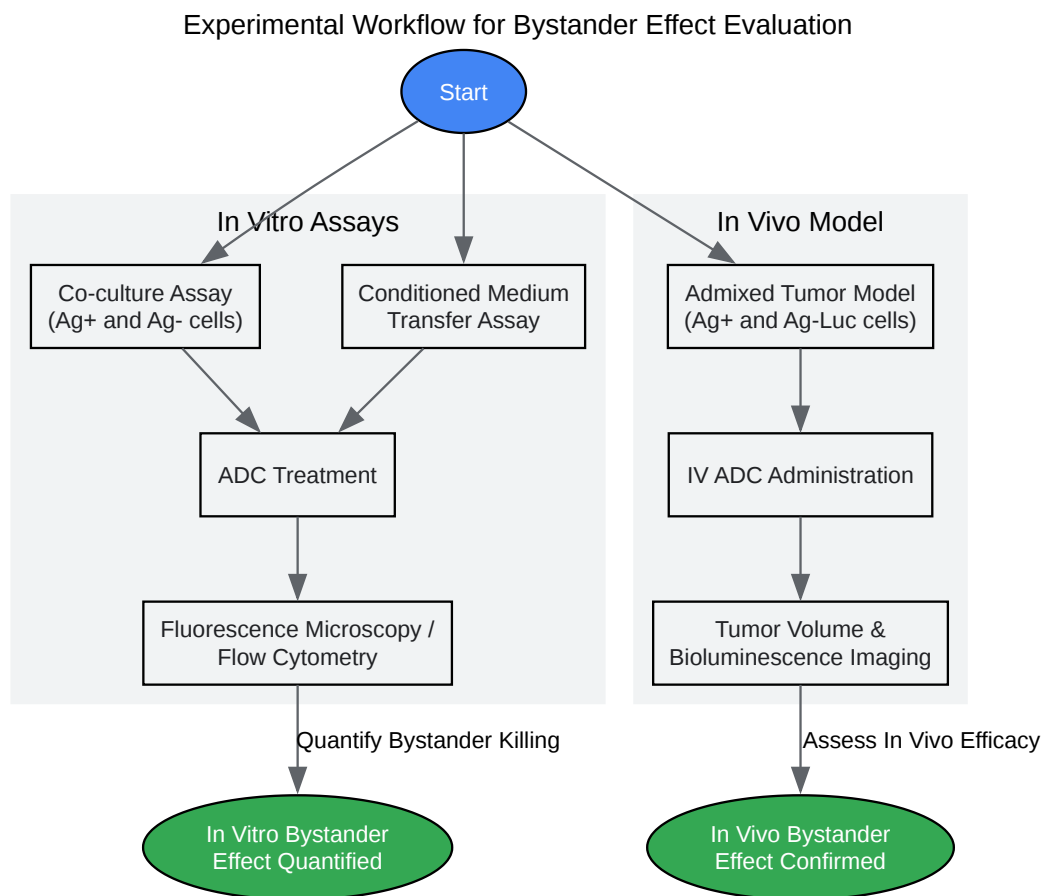 Experimental Workflow for Bystander Effect Evaluation
Start
In Vitro Assays
Co-culture Assay
(Ag+ and Ag- cells)
Conditioned Medium
Transfer Assay
ADC Treatment
Fluorescence Microscopy /
Flow Cytometry
Quantify Bystander Killing
In Vitro Bystander
Effect Quantified
In Vivo Model
Admixed Tumor Model
(Ag+ and Ag-Luc cells)
IV ADC Administration
Tumor Volume &
Bioluminescence Imaging
Assess In Vivo Efficacy
In Vivo Bystander
Effect Confirmed